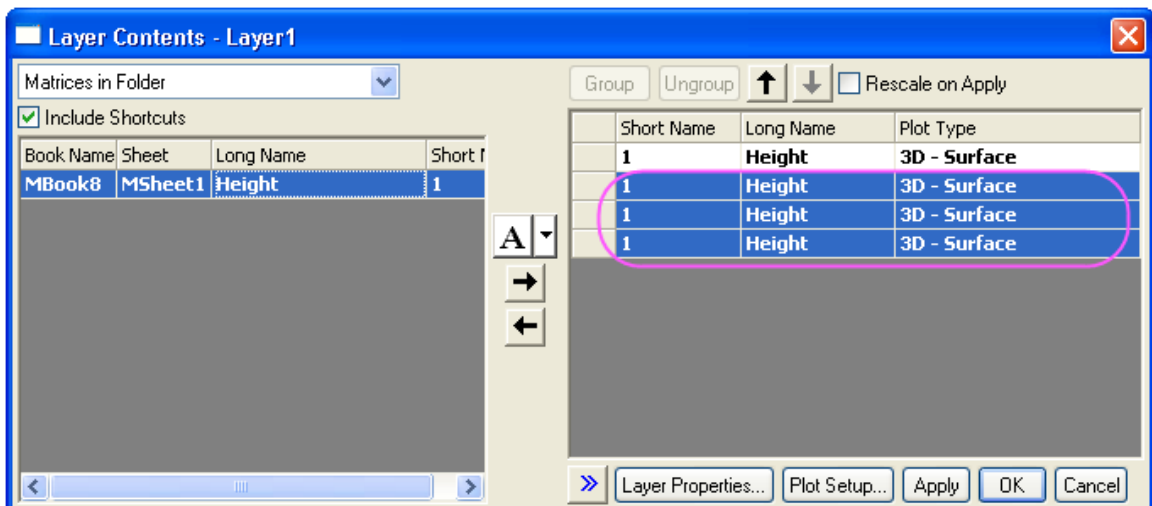 Layer Contents - Layer1
Matrices in Folder
Group Ungroup Rescale on Apply
Include Shortcuts
Short Name Long Name Plot Type
Book Name Sheet Long Name Short
1 Height 3D - Surface
MBook8 MSheet1 Height 1
1 Height 3D - Surface
1 Height 3D - Surface
A
1 Height 3D - Surface
Layer Properties... Plot Setup... Apply OK Cancel